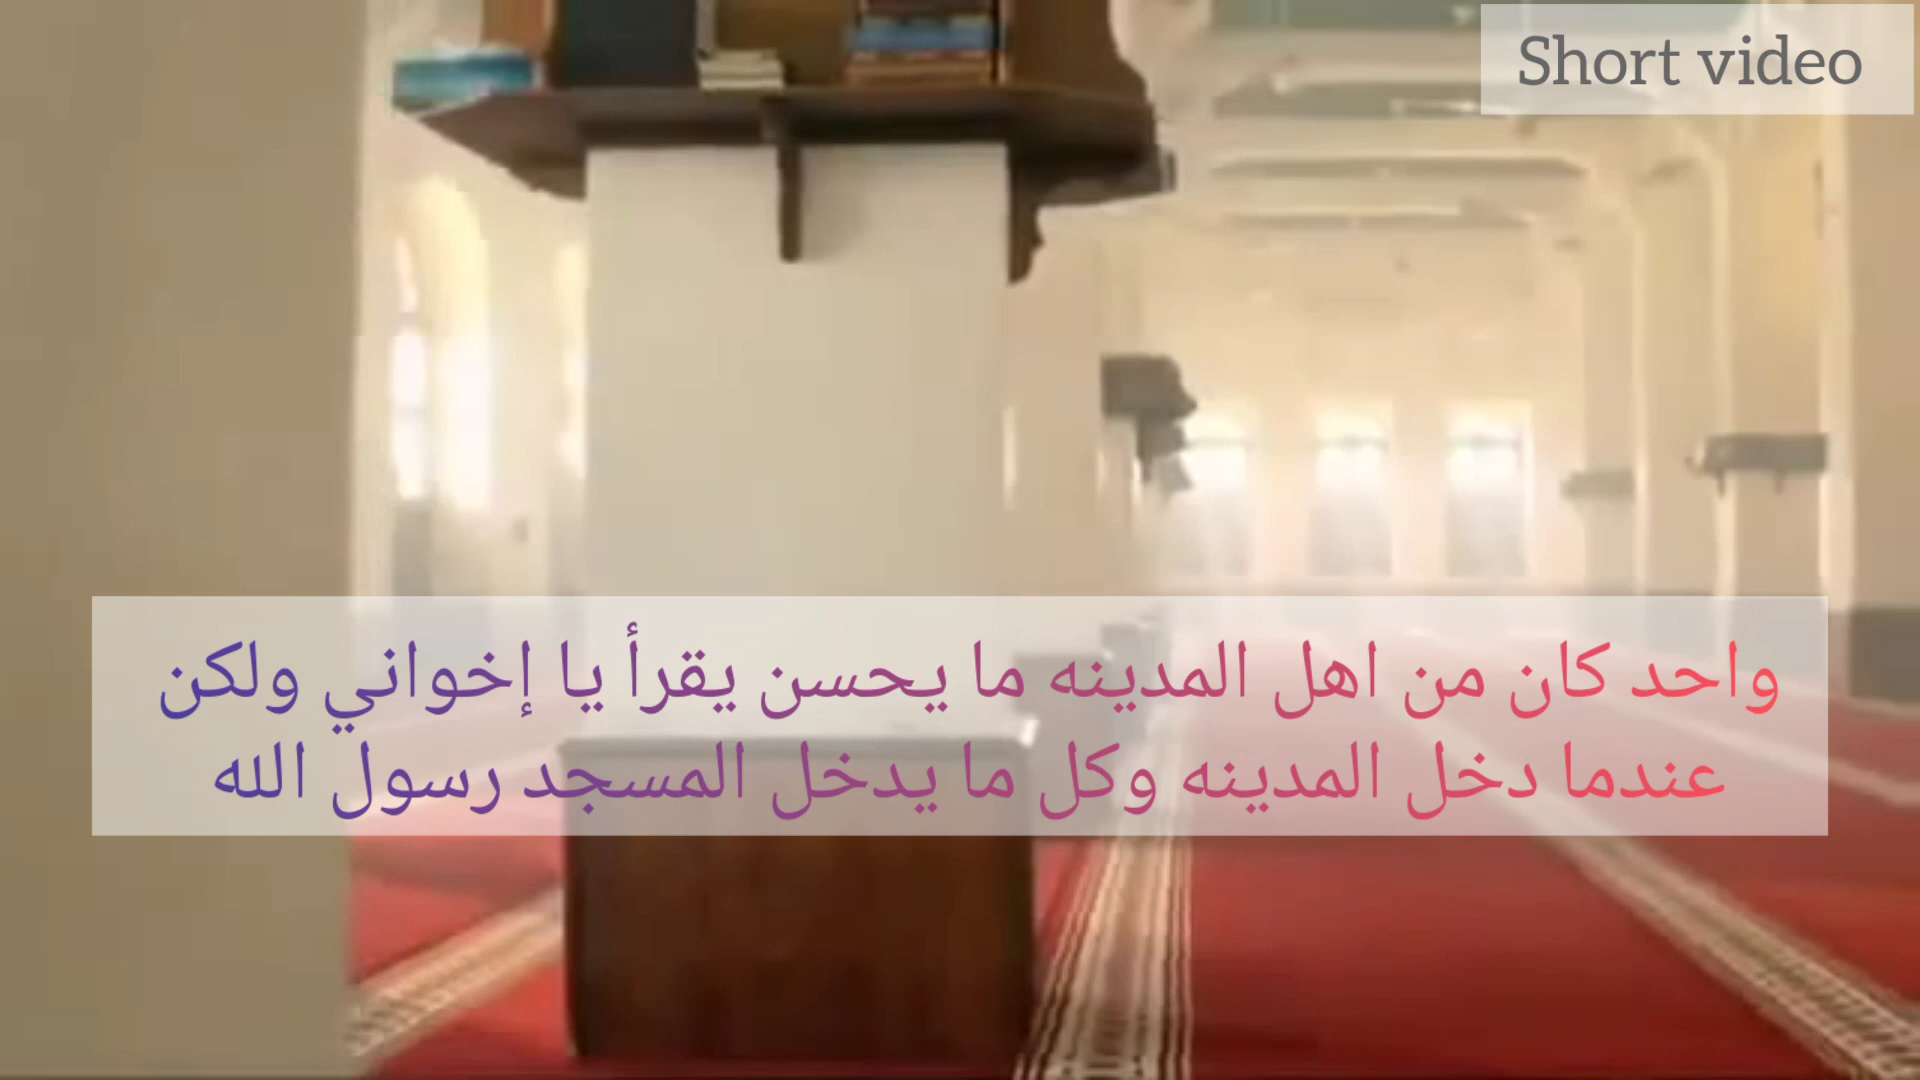 Short video
واحد كان من اهل المدينه ما يحسن يقرأ يا إخواني ولكن
عندما دخل المدينه وكل ما يدخل المسجد رسول الله